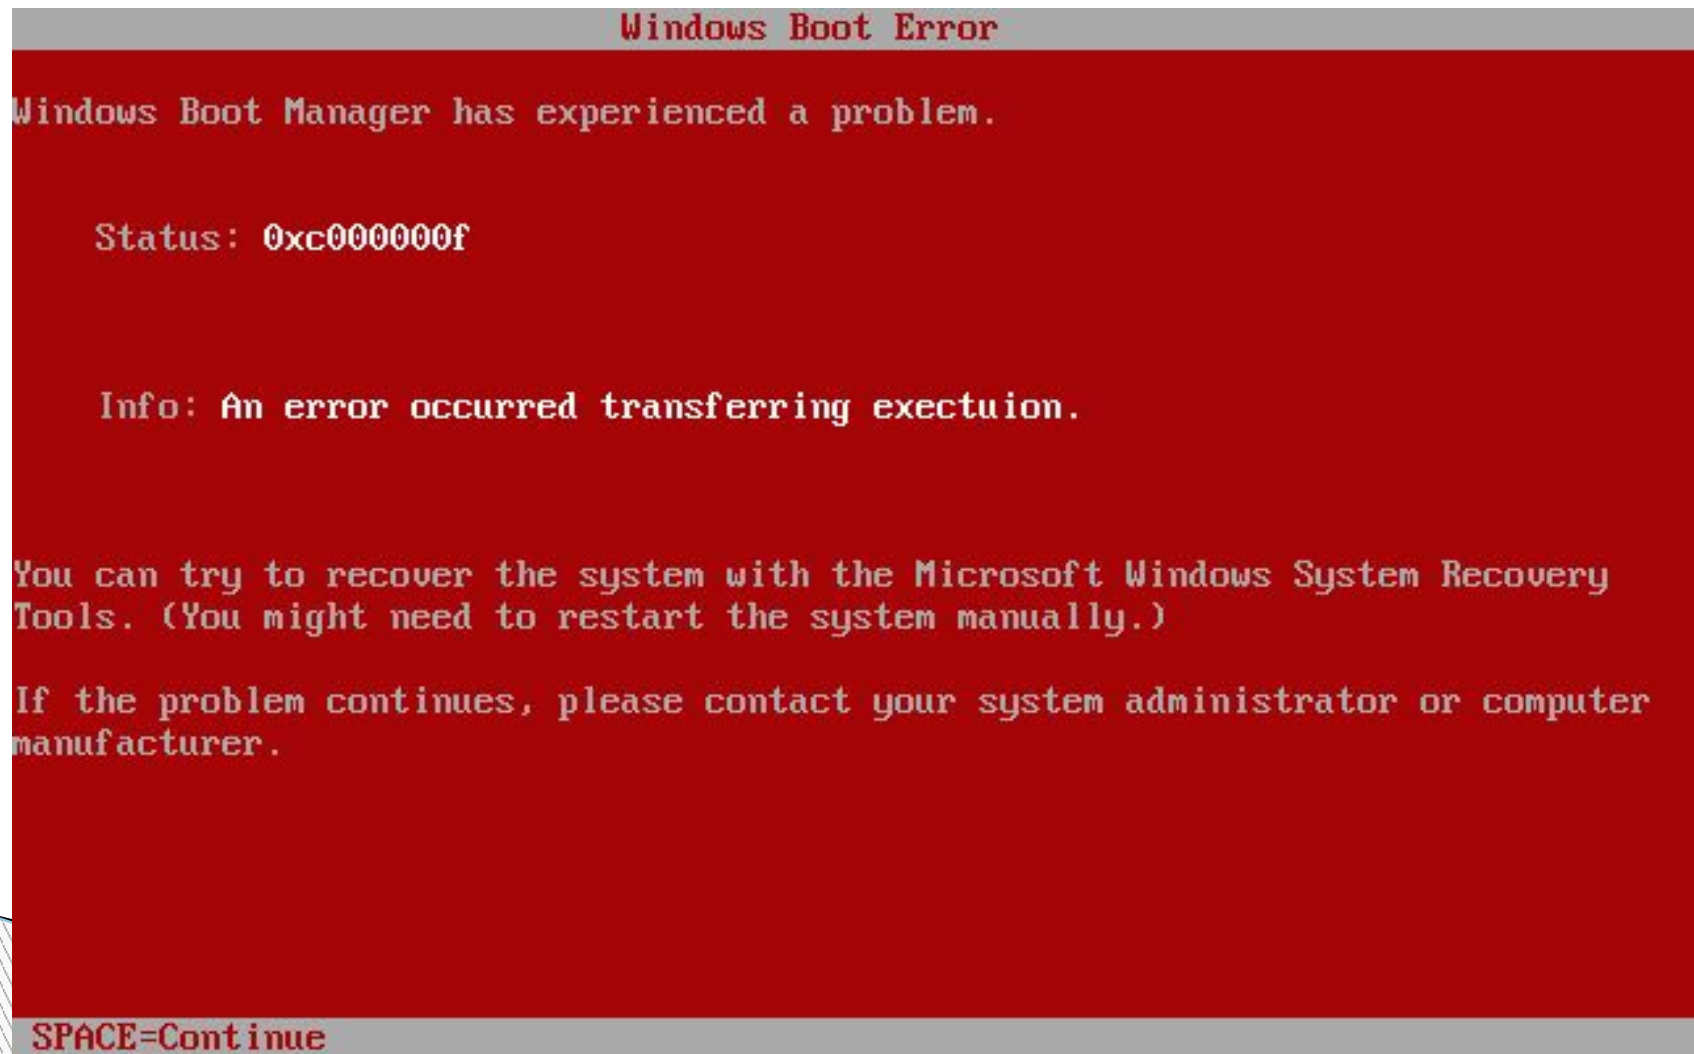 Windows Boot Error
Windows Boot Manager has experienced a problem.
Status: 0xc000000f
Info: An error occurred transferring exectuion.
You can try to recover the system with the Microsoft Windows System Recovery
Tools. (You might need to restart the system manually.)
If the problem continues, please contact your system administrator or computer
manufacturer.
SPACE=Continue